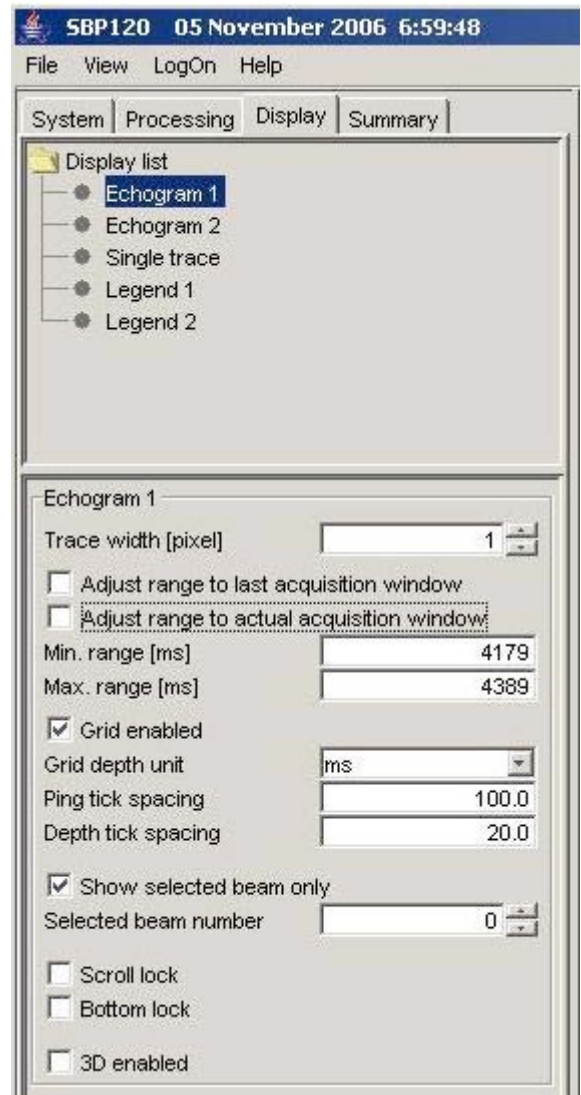 SBP120 05 November 2006 6:59:48
File View LogOn Help
System Processing Display Summary
Display list
Echogram 1
Echogram 2
Single trace
Legend 1
Legend 2
Echogram 1
Trace width [pixel] 1
Adjust range to last acquisition window
Adjust range to actual acquisition window
Min. range [ms] 4179
Max. range [ms] 4389
Grid enabled
Grid depth unit ms
Ping tick spacing 100.0
Depth tick spacing 20.0
Show selected beam only
Selected beam number 0
Scroll lock
Bottom lock
3D enabled